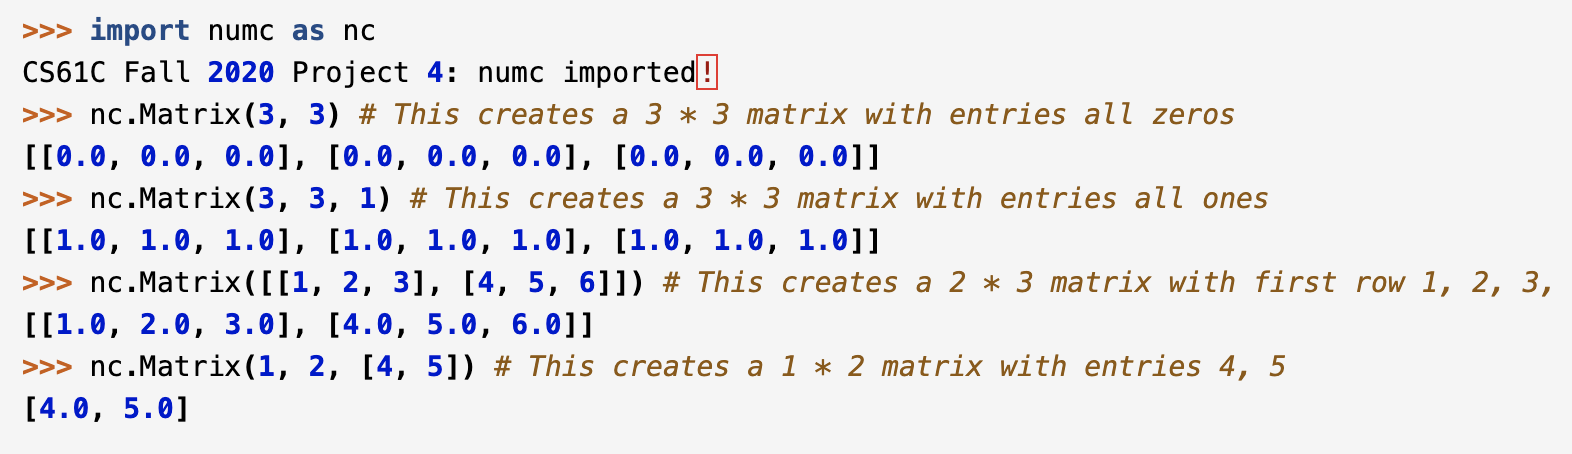 >>> import numc as nc
CS61C Fall 2020 Project 4: numc imported!
>>> nc.Matrix(3, 3) # This creates a 3 * 3 matrix with entries all zeros
[[0.0, 0.0, 0.0], [0.0, 0.0, 0.0], [0.0, 0.0, 0.0]]
>>> nc.Matrix(3, 3, 1) # This creates a 3 * 3 matrix with entries all ones
[[1.0, 1.0, 1.0], [1.0, 1.0, 1.0], [1.0, 1.0, 1.0]]
>>> nc.Matrix([[1, 2, 3], [4, 5, 6]]) # This creates a 2 * 3 matrix with first row 1, 2, 3,
[[1.0, 2.0, 3.0], [4.0, 5.0, 6.0]]
>>> nc.Matrix(1, 2, [4, 5]) # This creates a 1 * 2 matrix with entries 4, 5
[4.0, 5.0]